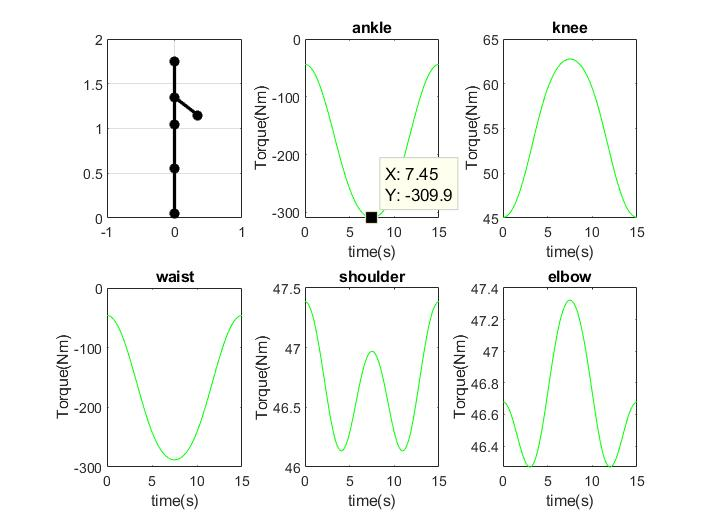 2
1.5
1
0.5
0
-1 0 1
ankle
0
-100
-200
-300
Torque(Nm)
X: 7.45
Y: -309.9
0 5 10 15
time(s)
knee
65
60
55
50
45
Torque(Nm)
0 5 10 15
time(s)
waist
0
-100
-200
-300
Torque(Nm)
0 5 10 15
time(s)
shoulder
47.5
47
46.5
46
Torque(Nm)
0 5 10 15
time(s)
elbow
47.4
47.2
47
46.8
46.6
46.4
Torque(Nm)
0 5 10 15
time(s)